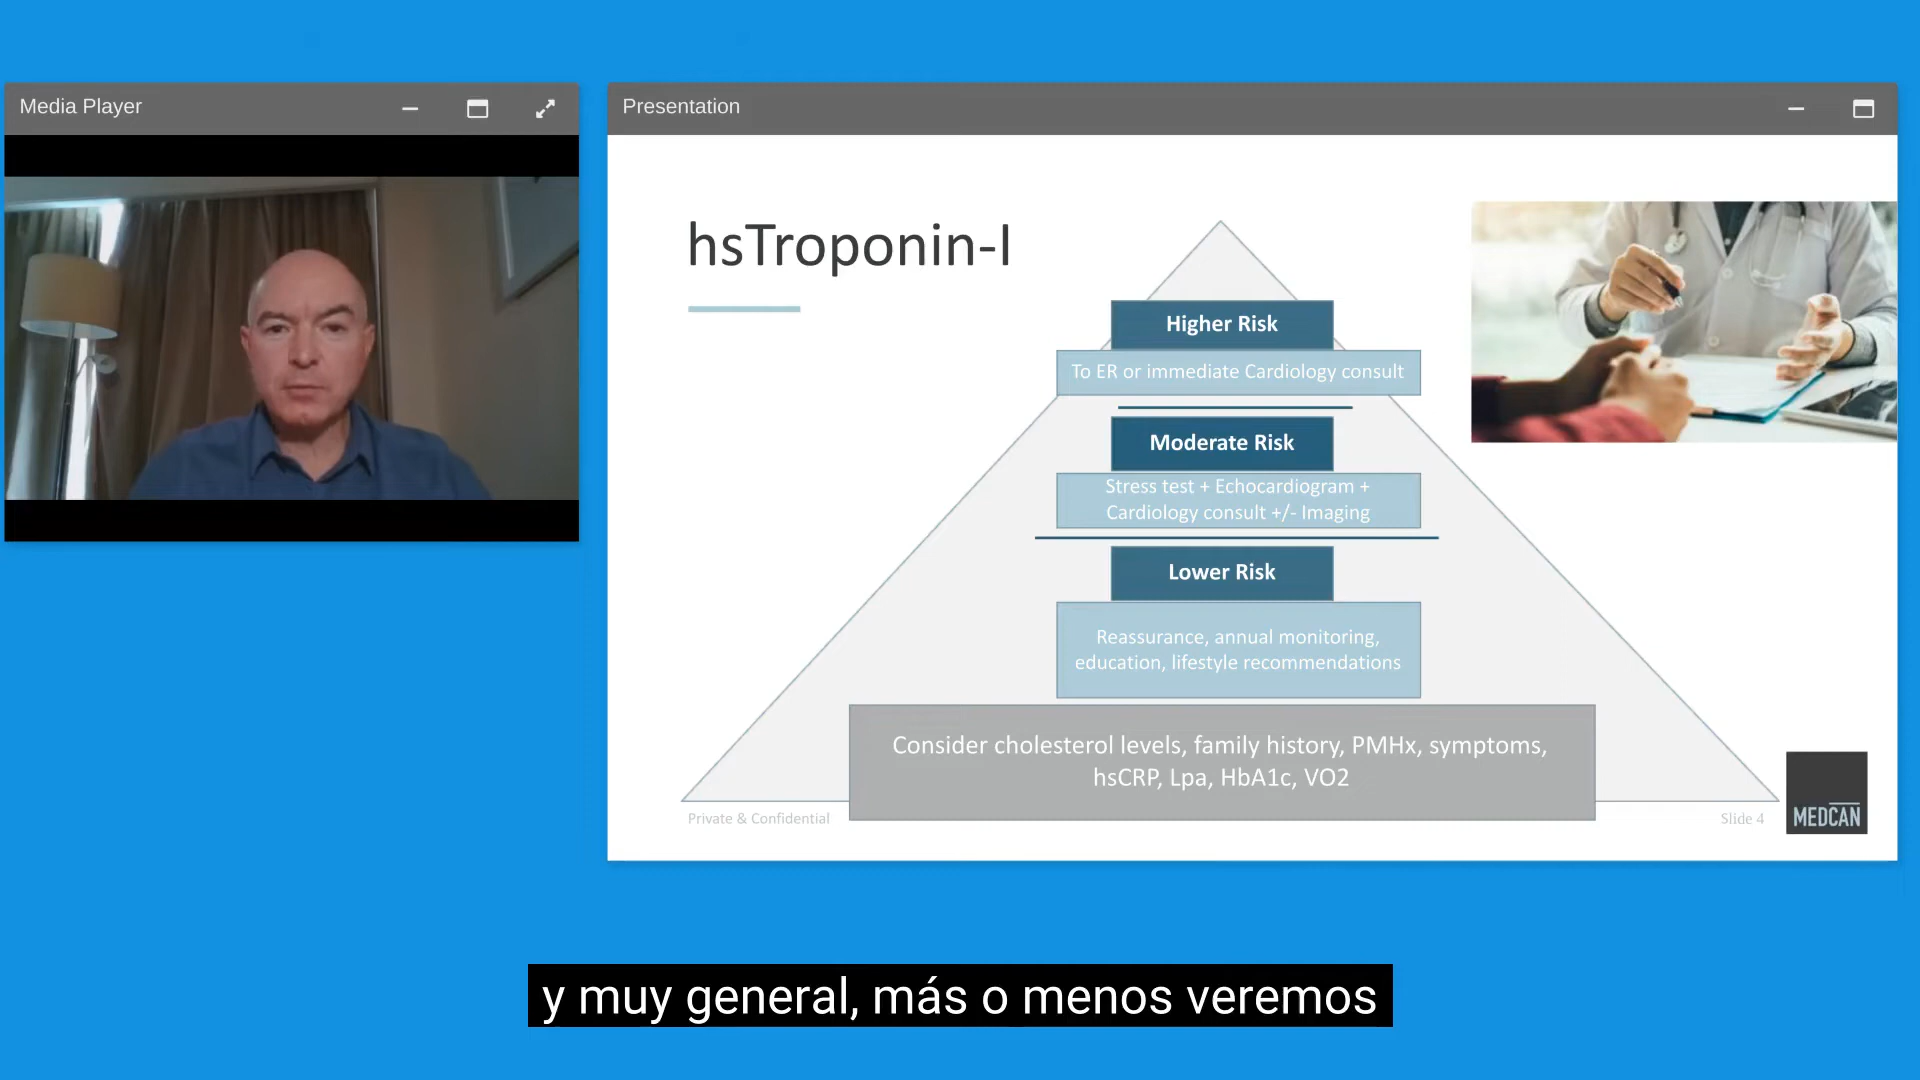 Media Player
Presentation
hsTroponin-I
Higher Risk
To ER or immediate Cardiology consult
Moderate Risk
Stress test + Echocardiogram +
Cardiology consult +/- Imaging
Lower Risk
Reassurance, annual monitoring,
education, lifestyle recommendations
Consider cholesterol levels, family history, PMHx, symptoms,
hsCRP, Lpa, HbA1c, VO2
Private & Confidential
Slide 4
MEDCAN
y muy general, más o menos veremos